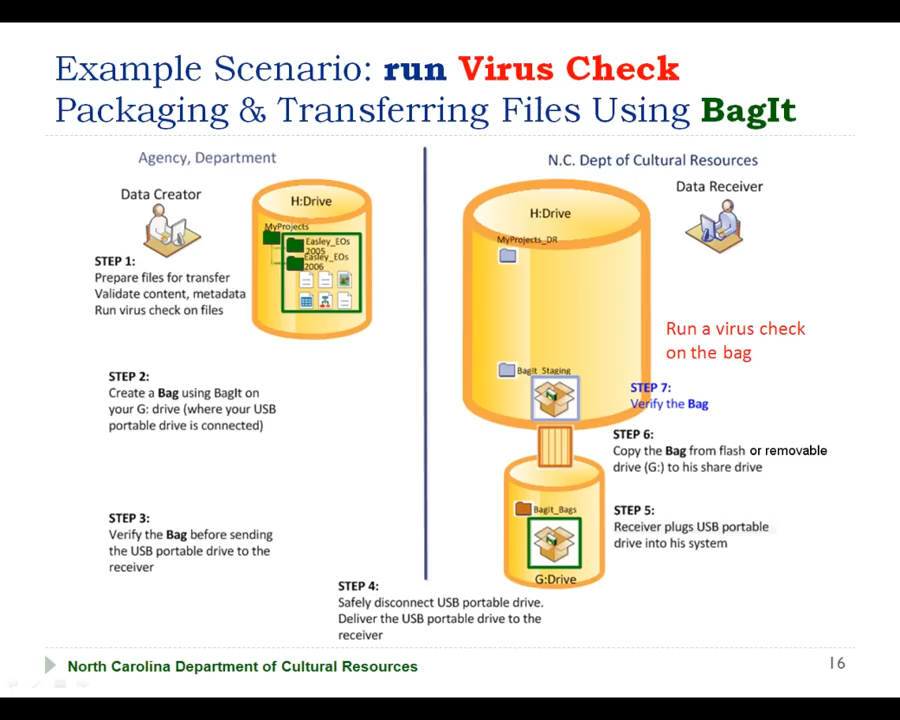 Example Scenario: run Virus Check
Packaging & Transferring Files Using BagIt
Agency, Department
Data Creator
H:Drive
MyProjects
Easley_EOs
2005
Easley_EOs
2006
STEP 1:
Prepare files for transfer
Validate content, metadata
Run virus check on files
STEP 2:
Create a Bag using BagIt on
your G: drive (where your USB
portable drive is connected)
STEP 3:
Verify the Bag before sending
the USB portable drive to the
receiver
STEP 4:
Safely disconnect USB portable drive.
Deliver the USB portable drive to the
receiver
N.C. Dept of Cultural Resources
Data Receiver
H:Drive
MyProjects_DR
Run a virus check
on the bag
BagIt_Staging
STEP 7:
Verify the Bag
STEP 6:
Copy the Bag from flash or removable
drive (G:) to his share drive
BagIt_Bags
G:Drive
STEP 5:
Receiver plugs USB portable
drive into his system
North Carolina Department of Cultural Resources
16